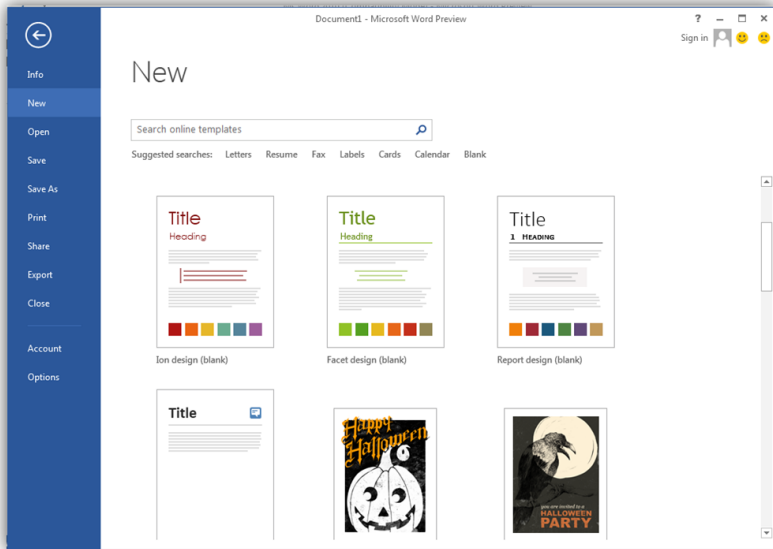 Document1 - Microsoft Word Preview
?
Sign in
Info
New
Open
Save
Save As
Print
Share
Export
Close
Account
Options
New
Search online templates
Suggested searches: Letters Resume Fax Labels Cards Calendar Blank
Title
Heading
Ion design (blank)
Title
Heading
Facet design (blank)
Title
1 HEADING
Report design (blank)
Title
Happy
Halloween
you are invited to a
HALLOWEEN
PARTY